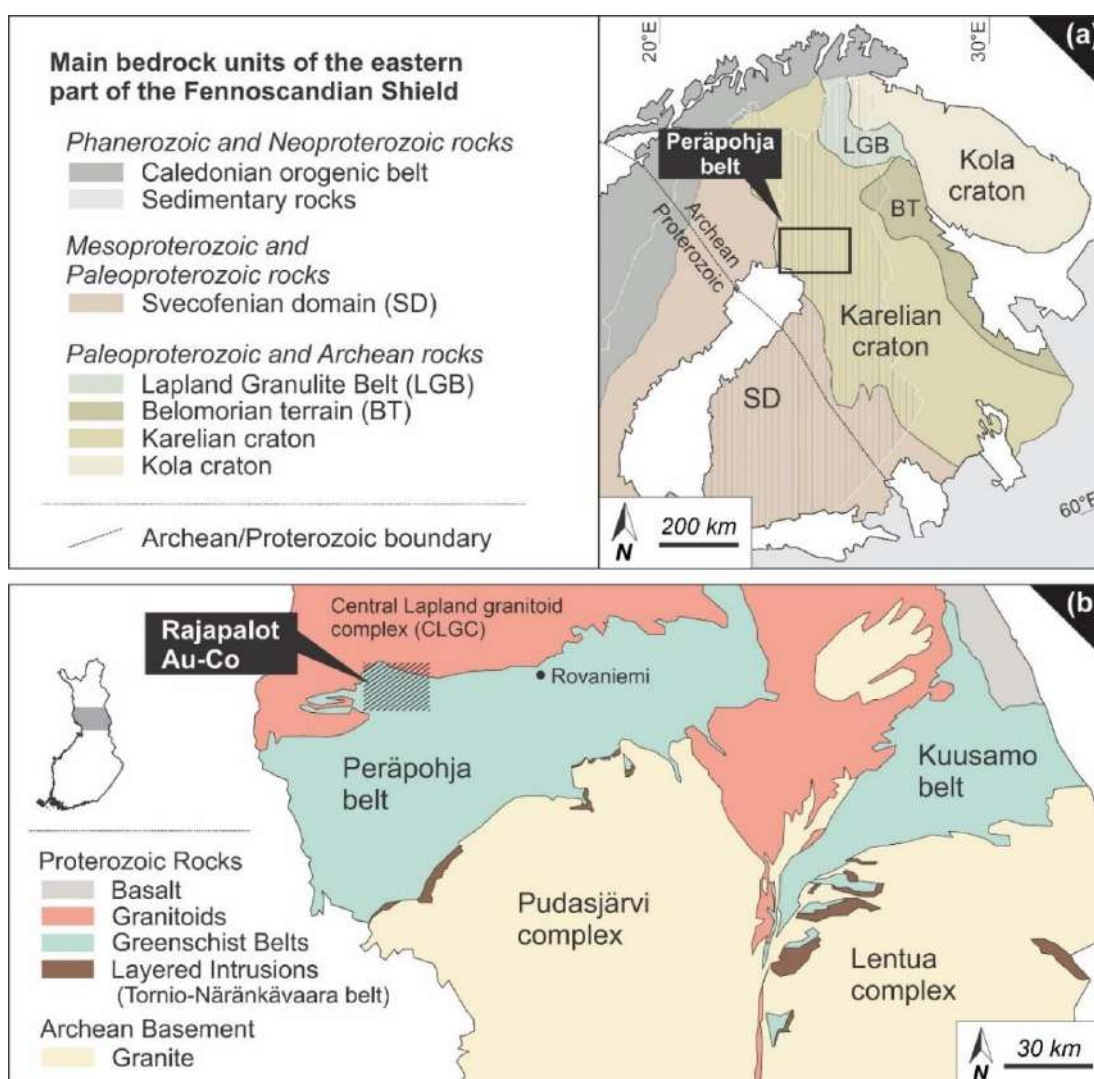 Main bedrock units of the eastern
part of the Fennoscandian Shield
Phanerozoic and Neoproterozoic rocks
Caledonian orogenic belt
Sedimentary rocks
Mesoproterozoic and
Paleoproterozoic rocks
Svecofenian domain (SD)
Paleoproterozoic and Archean rocks
Lapland Granulite Belt (LGB)
Belomorian terrain (BT)
Karelian craton
Kola craton
Archean/Proterozoic boundary
20°E
30°E
(a)
Peräpohja
belt
LGB
Kola
craton
BT
Archean
Proterozoic
Karelian
craton
SD
60°E
N
200 km
(b)
Rajapalot
Au-Co
Central Lapland granitoid
complex (CLGC)
Rovaniemi
Peräpohja
belt
Kuusamo
belt
Pudasjärvi
complex
Lentua
complex
Proterozoic Rocks
Basalt
Granitoids
Greenschist Belts
Layered Intrusions
(Tornio-Näränkävaara belt)
Archean Basement
Granite
N
30 km